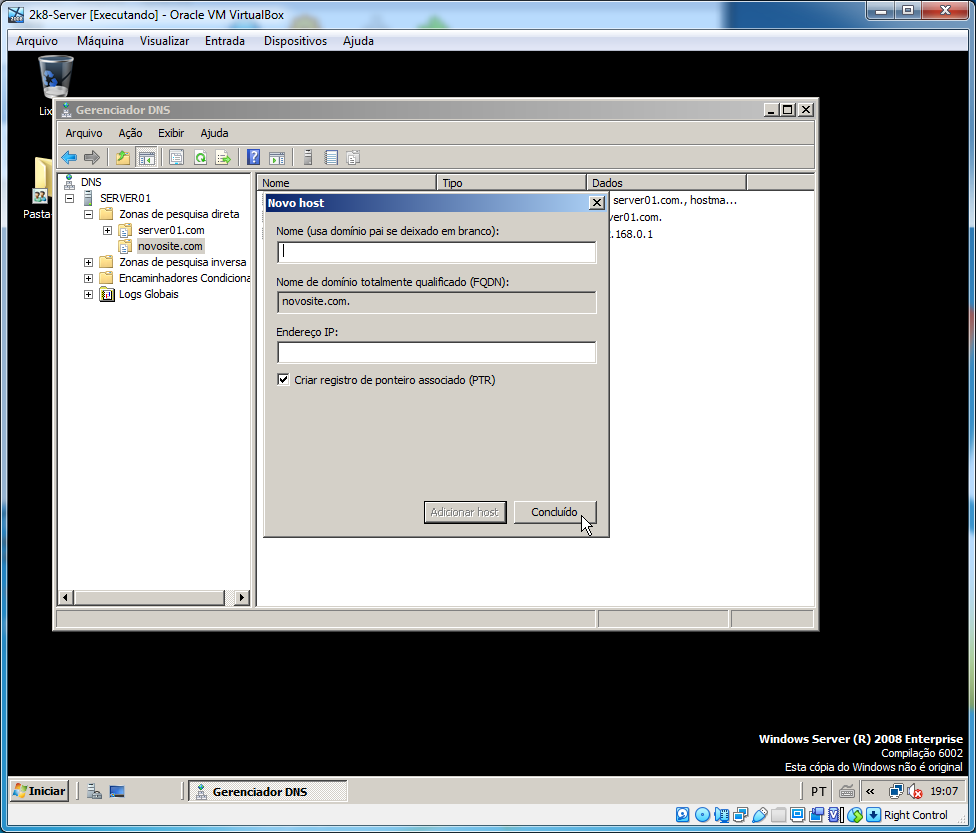 2k8-Server [Executando] - Oracle VM VirtualBox
Arquivo Máquina Visualizar Entrada Dispositivos Ajuda
Gerenciador DNS
Arquivo Ação Exibir Ajuda
DNS
SERVER01
Zonas de pesquisa direta
server01.com
novosite.com
Zonas de pesquisa inversa
Encaminhadores Condiciona
Logs Globais
Nome Tipo Dados
server01.com., hostma...
ver01.com.
.168.0.1
Novo host
Nome (usa domínio pai se deixado em branco):
Nome de domínio totalmente qualificado (FQDN):
novosite.com.
Endereço IP:
Criar registro de ponteiro associado (PTR)
Adicionar host Concluído
Lix
Pasta-
Windows Server (R) 2008 Enterprise
Compilação 6002
Esta cópia do Windows não é original
Iniciar Gerenciador DNS PT « 19:07
Right Control